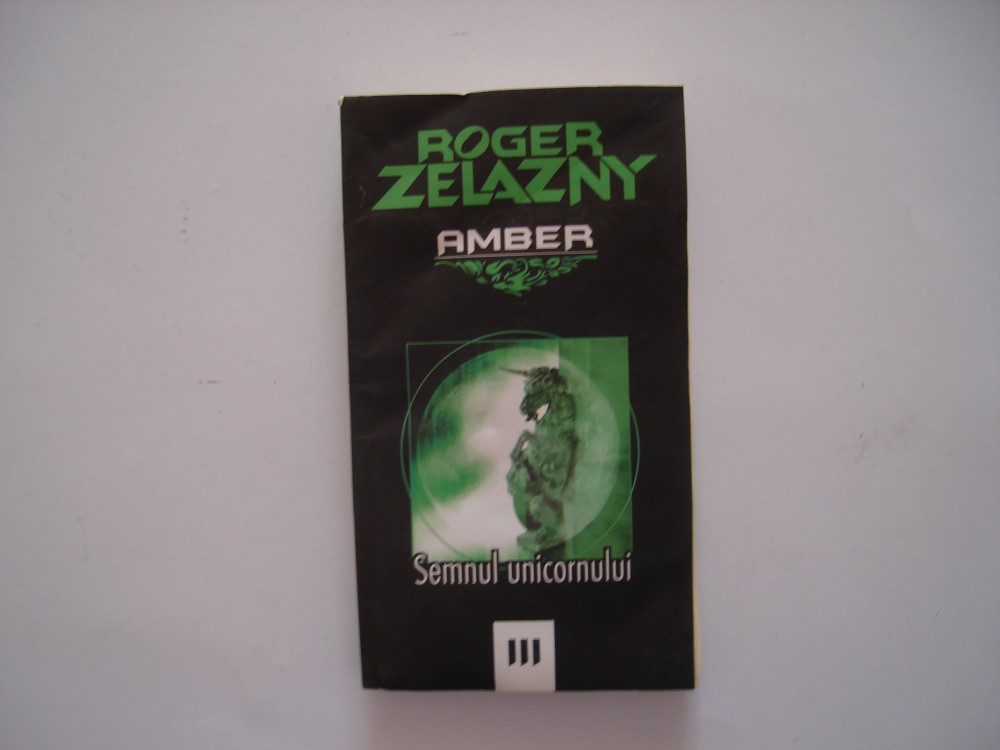 ROGER
ZELAZNY
AMBER
Semnul unicornului
III